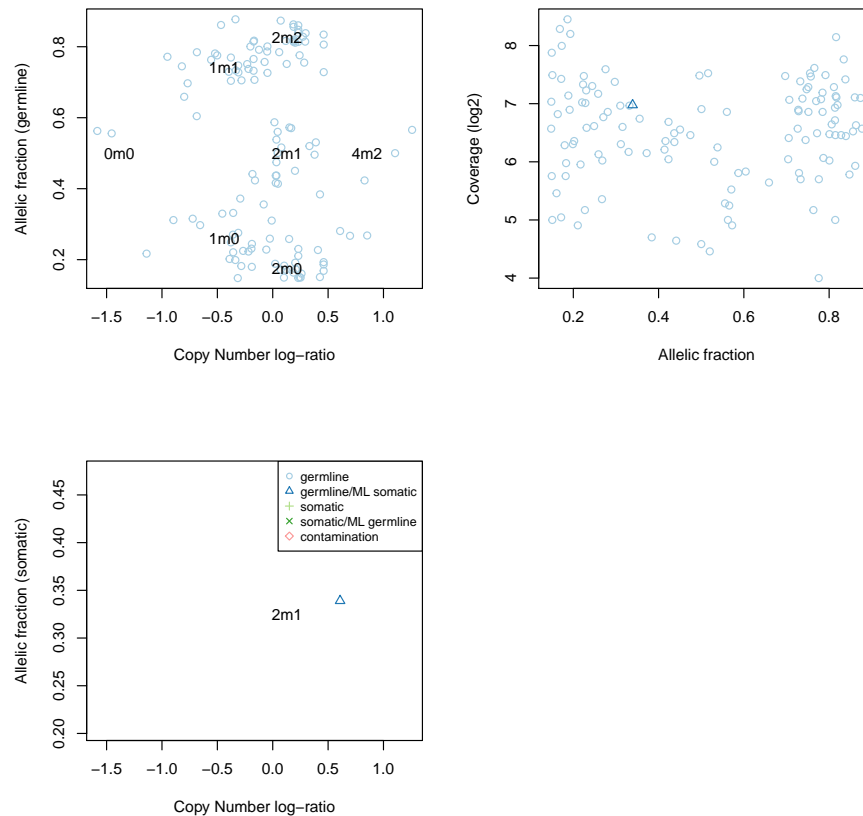 0.2 0.4 0.6 0.8
Allelic fraction (germline)
2m2
1m1
0m0 2m1 4m2
1m0
2m0
−1.5 −1.0 −0.5 0.0 0.5 1.0
Copy Number log−ratio
4 5 6 7 8
Coverage (log2)
0.2 0.4 0.6 0.8
Allelic fraction
0.20 0.25 0.30 0.35 0.40 0.45
Allelic fraction (somatic)
germline
germline/ML somatic
somatic
somatic/ML germline
contamination
2m1
−1.5 −1.0 −0.5 0.0 0.5 1.0
Copy Number log−ratio